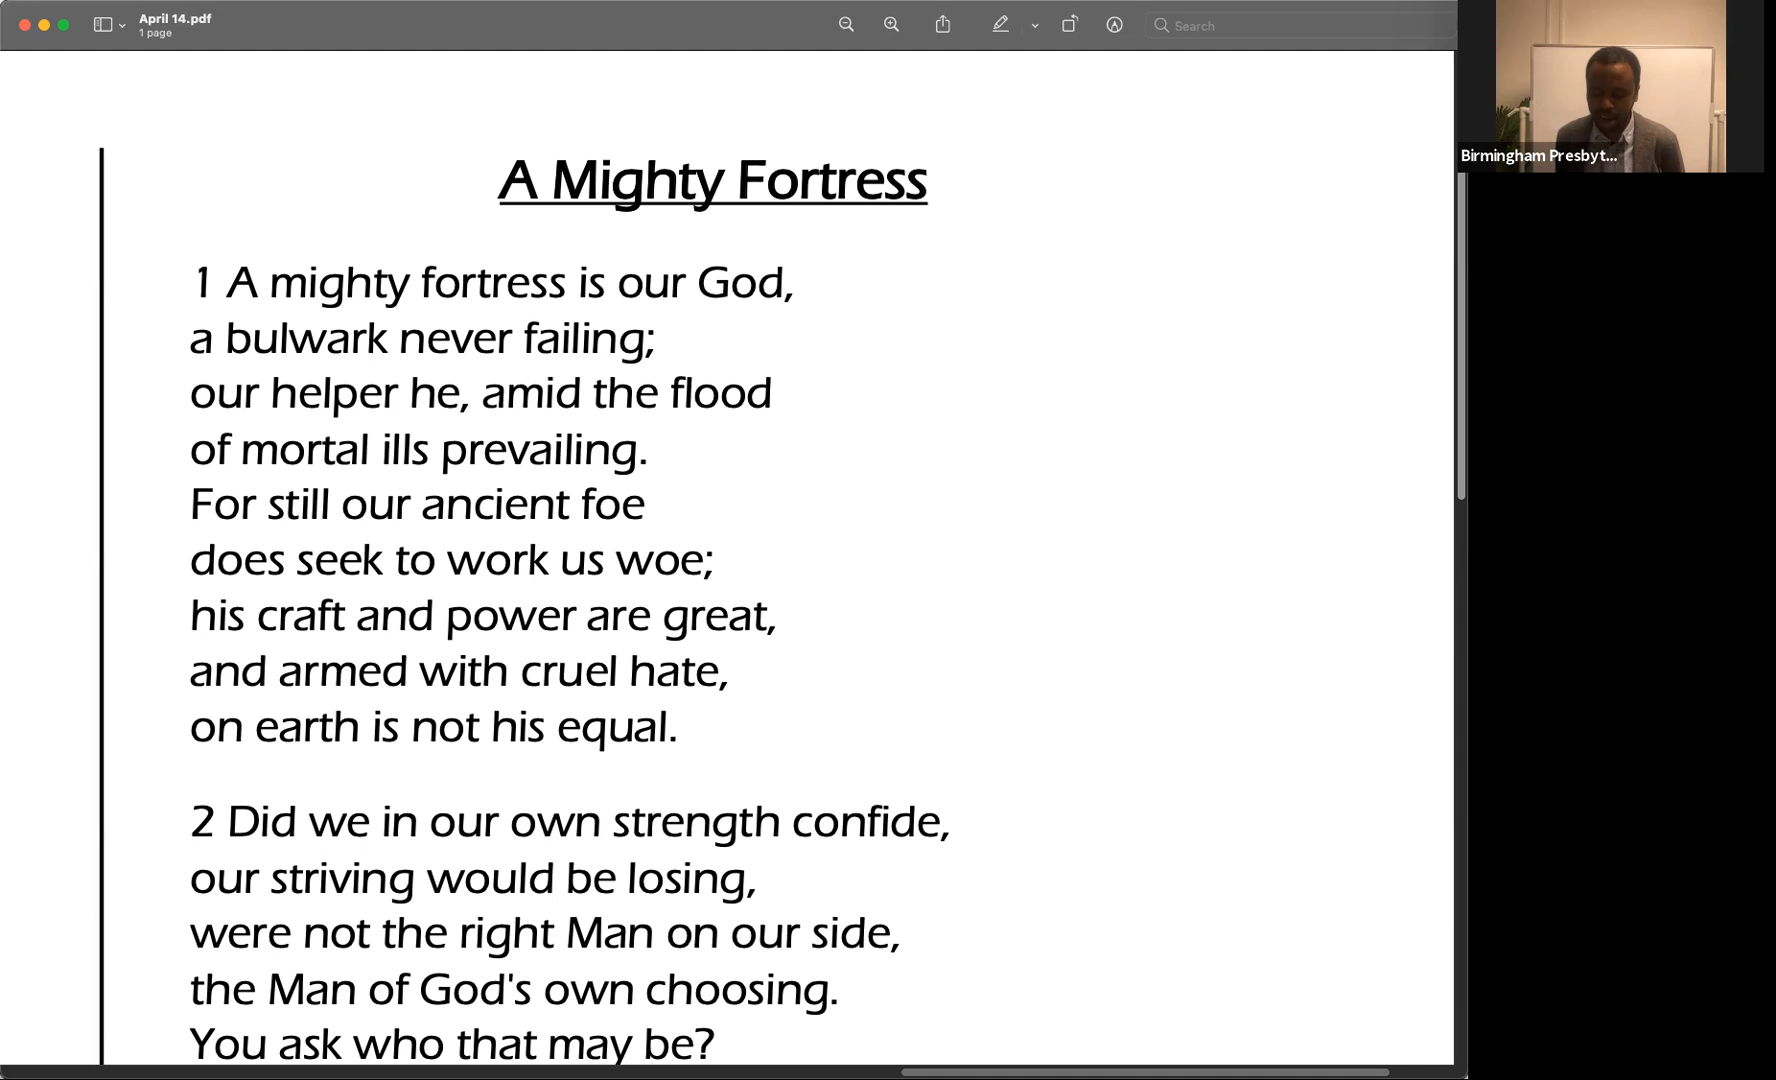 April 14.pdf
1 page
Search
Birmingham Presbyt...
A Mighty Fortress
1 A mighty fortress is our God,
a bulwark never failing;
our helper he, amid the flood
of mortal ills prevailing.
For still our ancient foe
does seek to work us woe;
his craft and power are great,
and armed with cruel hate,
on earth is not his equal.
2 Did we in our own strength confide,
our striving would be losing,
were not the right Man on our side,
the Man of God's own choosing.
You ask who that may be?